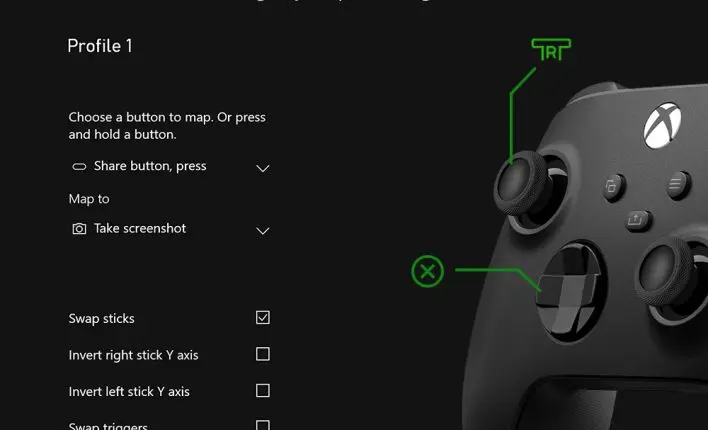 Profile 1
R
Choose a button to map. Or press
and hold a button.
Share button, press
Map to
Take screenshot
X
Swap sticks
Invert right stick Y axis
Invert left stick Y axis
Swap triggers